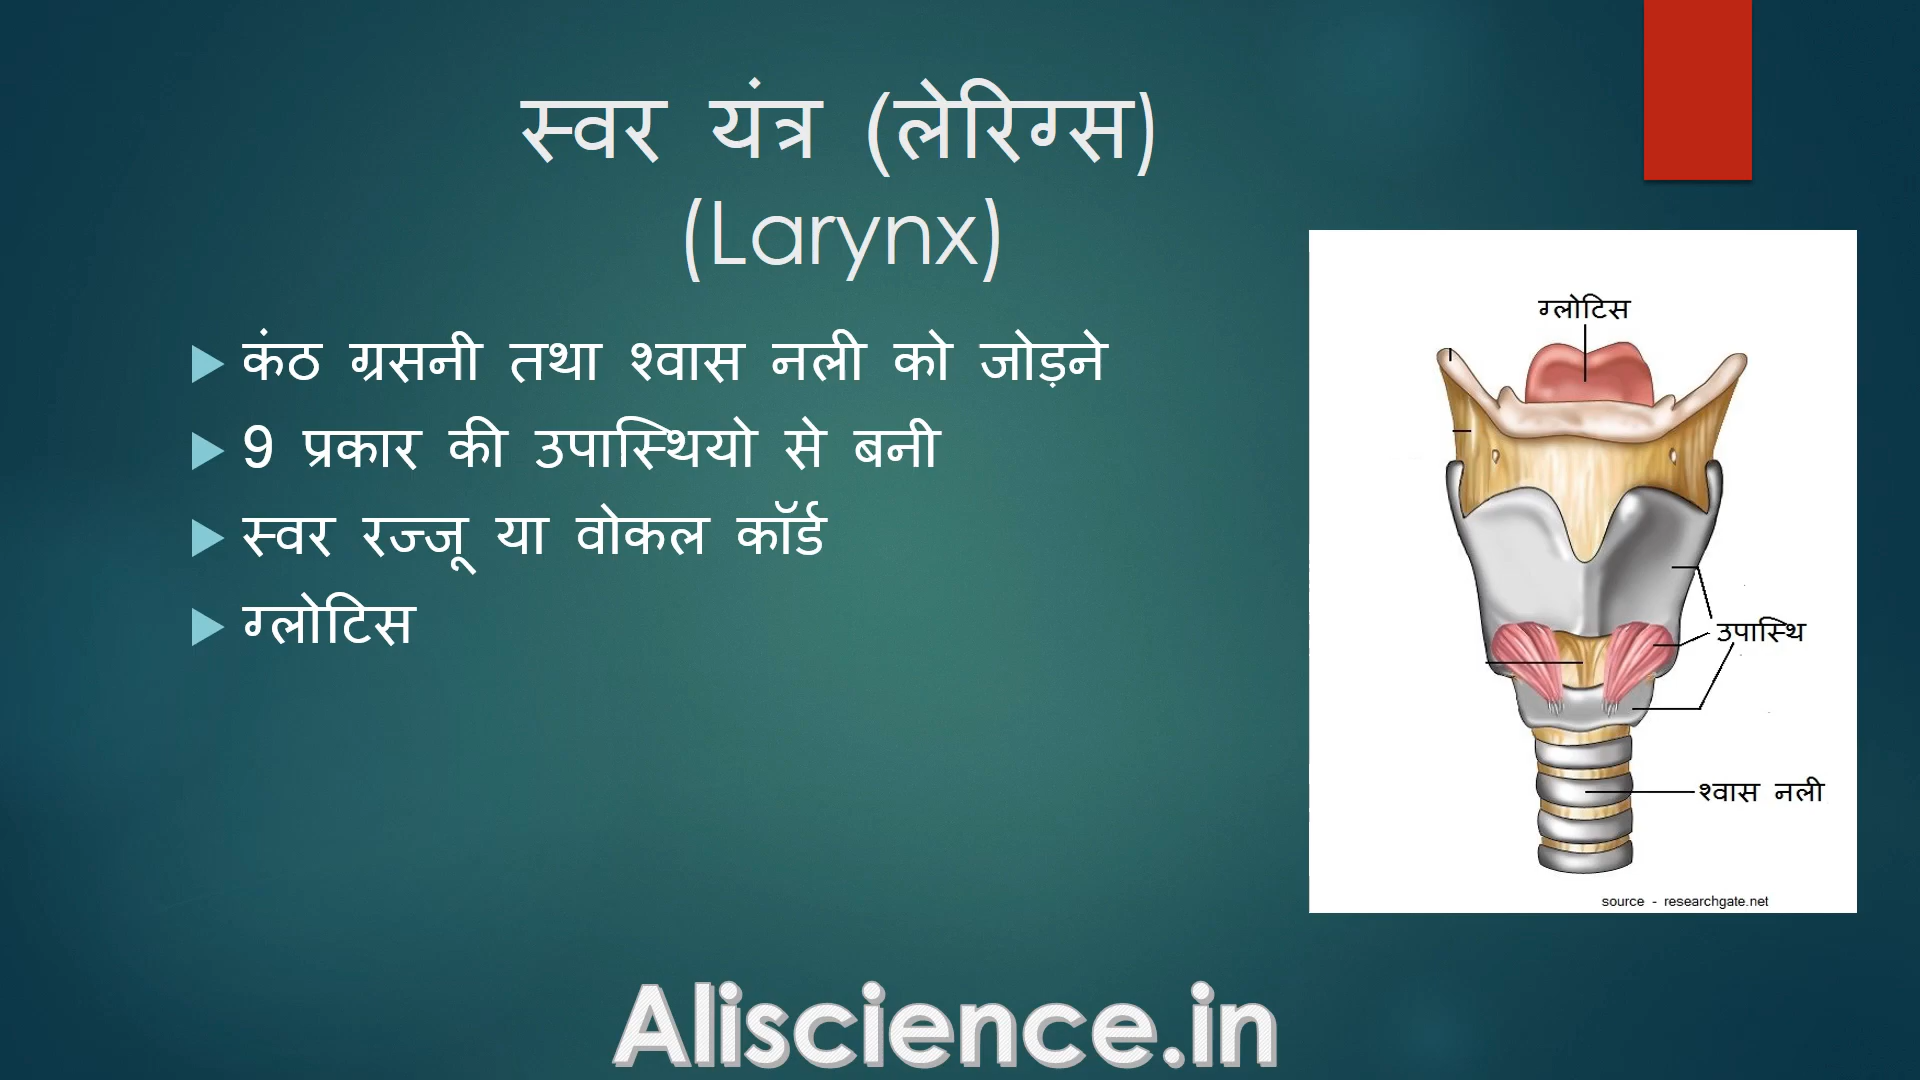 स्वर यंत्र (लेरिग्स)
(Larynx)
कंठ ग्रसनी तथा श्वास नली को जोड़ने
9 प्रकार की उपास्थियो से बनी
स्वर रज्जू या वोकल कॉर्ड
ग्लोटिस
ग्लोटिस
उपास्थि
श्वास नली
source - researchgate.net
Aliscience.in